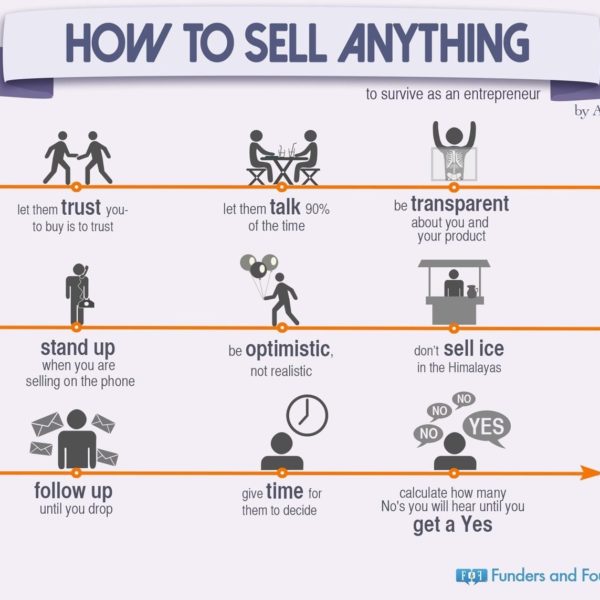 HOW TO SELL ANYTHING
to survive as an entrepreneur
by A
let them trust you-
to buy is to trust
let them talk 90%
of the time
be transparent
about you and
your product
stand up
when you are
selling on the phone
be optimistic,
not realistic
don't sell ice
in the Himalayas
NO
NO
NO
YES
follow up
until you drop
give time for
them to decide
calculate how many
No's you will hear until you
get a Yes
FOF Funders and Fou